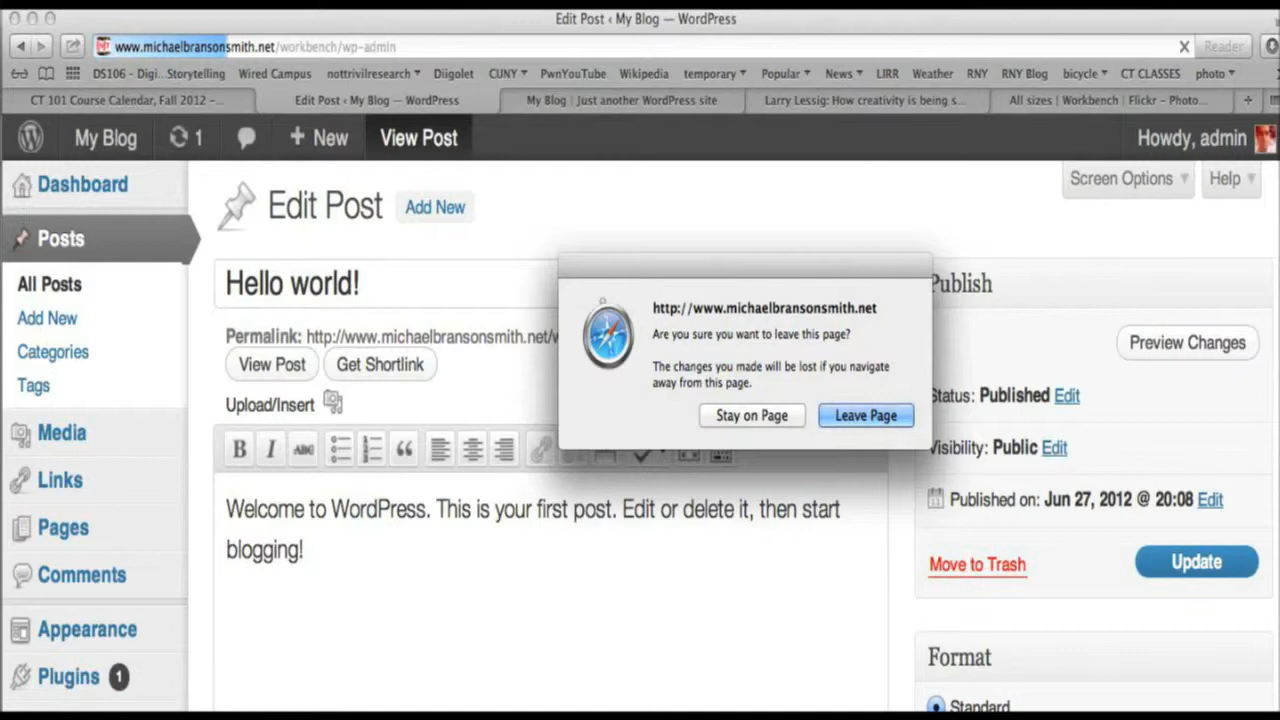 Edit Post ‹ My Blog — WordPress
www.michaelbransonsmith.net/workbench/wp-admin
Reader
DS106 - Digi...Storytelling Wired Campus nottrivilresearch Diigolet CUNY PwnYouTube Wikipedia temporary Popular News LIRR Weather RNY RNY Blog bicycle CT CLASSES photo
CT 101 Course Calendar, Fall 2012 –... Edit Post ‹ My Blog — WordPress My Blog | Just another WordPress site Larry Lessig: How creativity is being s... All sizes | Workbench | Flickr - Photo...
My Blog 1 + New View Post Howdy, admin
Dashboard
Posts
All Posts
Add New
Categories
Tags
Media
Links
Pages
Comments
Appearance
Plugins 1
Screen Options Help
Edit Post Add New
Hello world!
Permalink: http://www.michaelbransonsmith.net/
View Post Get Shortlink
Upload/Insert
B I ABC
Welcome to WordPress. This is your first post. Edit or delete it, then start
blogging!
http://www.michaelbransonsmith.net
Are you sure you want to leave this page?
The changes you made will be lost if you navigate
away from this page.
Stay on Page Leave Page
Publish
Preview Changes
Status: Published Edit
Visibility: Public Edit
Published on: Jun 27, 2012 @ 20:08 Edit
Move to Trash Update
Format
Standard